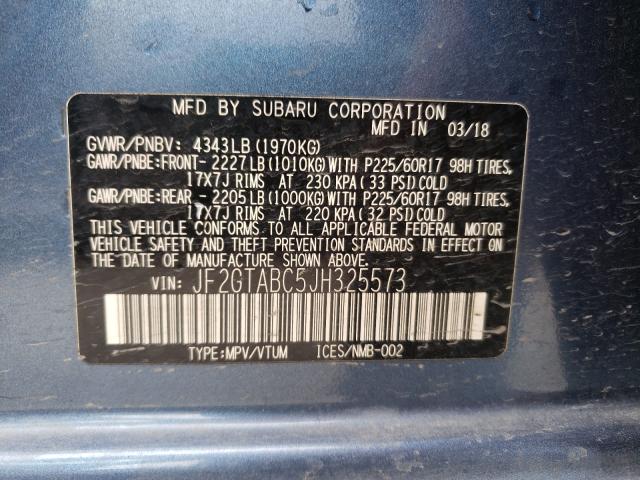 MFD BY SUBARU CORPORATION
MFD IN 03/18
GVWR/PNBV: 4343LB (1970KG)
GAWR/PNBE:FRONT- 2227LB(1010KG)WITH P225/60R17 98H TIRES,
17X7J RIMS AT 230 KPA(33 PSI)COLD
GAWR/PNBE:REAR - 2205LB(1000KG)WITH P225/60R17 98H TIRES,
17X7J RIMS AT 220 KPA(32 PSI)COLD
THIS VEHICLE CONFORMS TO ALL APPLICABLE FEDERAL MOTOR
VEHICLE SAFETY AND THEFT PREVENTION STANDARDS IN EFFECT ON
THE DATE OF MANUFACTURE SHOWN ABOVE.
VIN: JF2GTABC5JH325573
TYPE:MPV/VTUM ICES/NMB-002